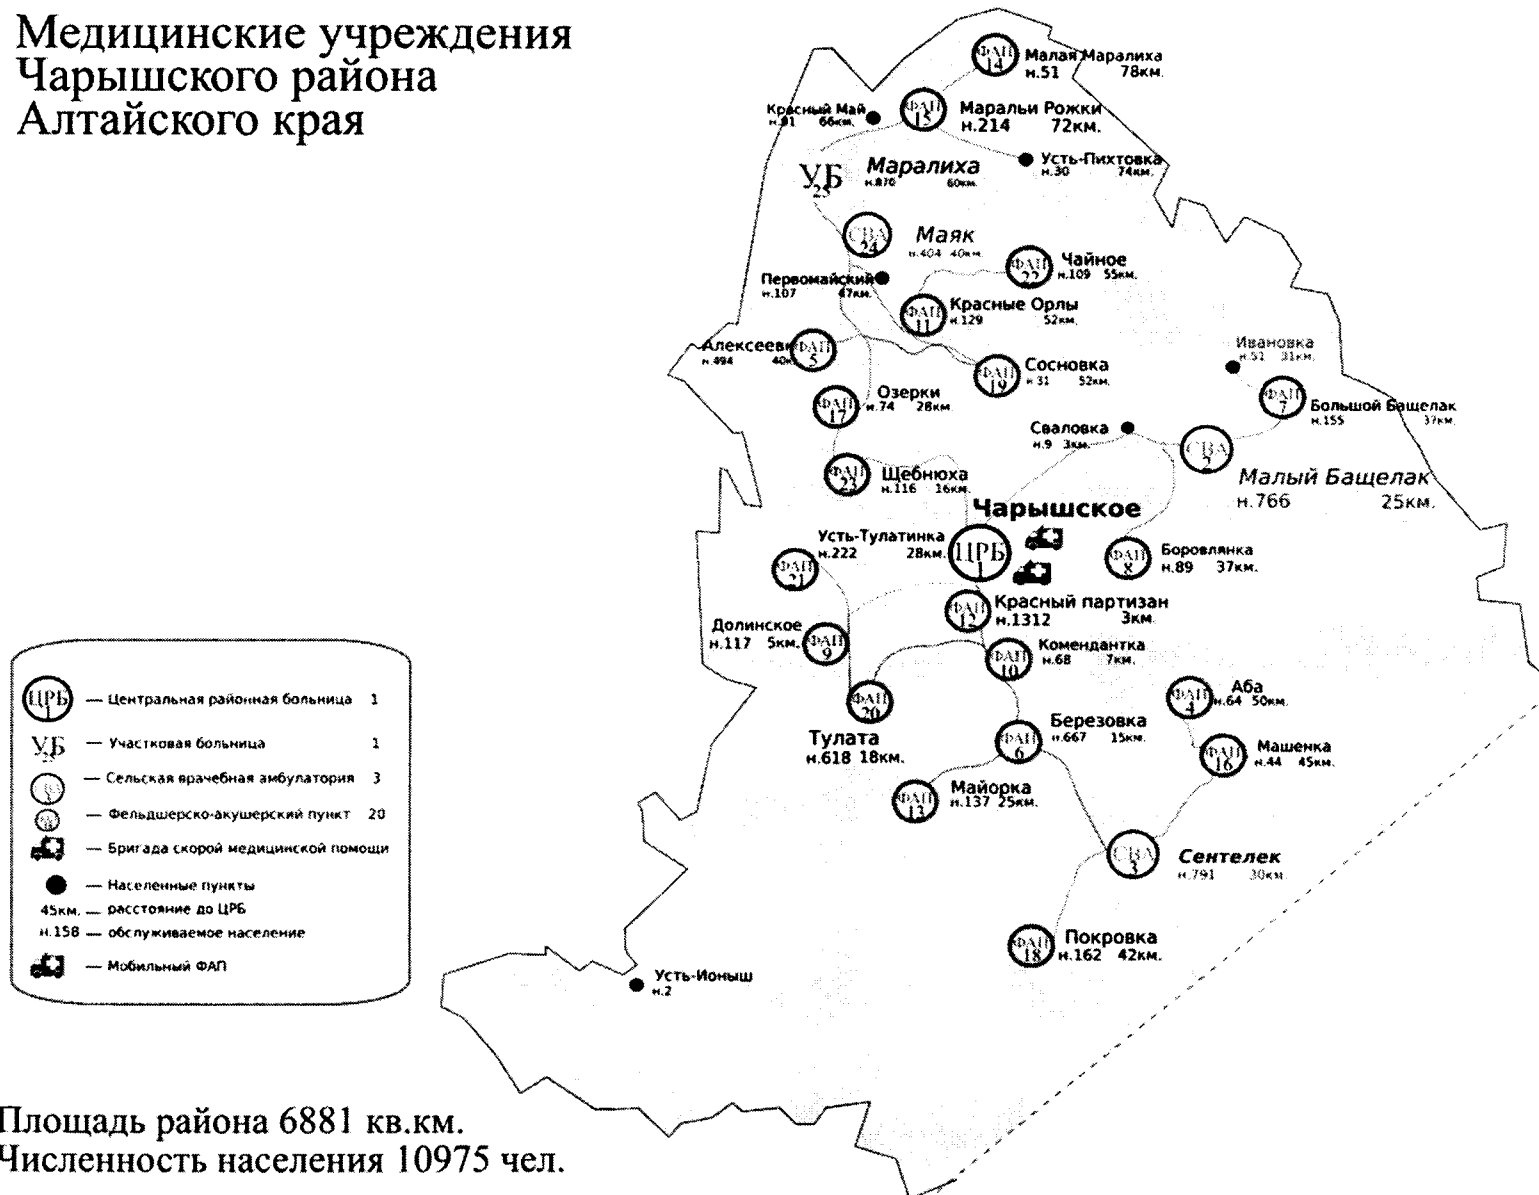 Медицинские учреждения
Чарышского района
Алтайского края
ФАП
14
Малая Маралиха
н.51 78км.
Красный Май
н.81 66км.
ФАП
15
Маральи Рожки
н.214 72км.
Усть-Пихтовка
н.30 74км.
УБ
25
Маралиха
н.870 60км.
СВА
24
Маяк
н.404 40км.
ФАП
22
Чайное
н.109 55км.
Первомайский
н.107 47км.
ФАП
11
Красные Орлы
н.129 52км.
Алексеевк
н.494 40к
ФАП
5
ФАП
19
Сосновка
н 31 52км.
Ивановка
н.51 31км.
ФАП
17
Озерки
н.74 28км.
ФАП
7
Большой Бащелак
н.155 37км.
Сваловка
н.9 3км.
СВА
2
Малый Бащелак
н.766 25км.
ФАП
23
Щебнюха
н.116 16км.
Чарышское
ЦРБ
1
Усть-Тулатинка
н.222 28км.
ФАП
21
ФАП
8
Боровлянка
н.89 37км.
ФАП
12
Красный партизан
н.1312 3км.
Долинское
н.117 5км.
ФАП
9
ФАП
10
Комендантка
н.68 7км.
ФАП
20
Тулата
н.618 18км.
ФАП
4
Аба
н.64 50км.
ФАП
6
Березовка
н.667 15км.
ФАП
16
Машенка
н.44 45км.
ФАП
13
Майорка
н.137 25км.
СВА
3
Сентелек
н.791 30км
ФАП
18
Покровка
н.162 42км.
Усть-Ионыш
н.2
ЦРБ
1
— Центральная районная больница 1
УБ
25
— Участковая больница 1
— Сельская врачебная амбулатория 3
— Фельдшерско-акушерский пункт 20
— Бригада скорой медицинской помощи
— Населенные пункты
45км. — расстояние до ЦРБ
н.158 — обслуживаемое население
— Мобильный ФАП
Площадь района 6881 кв.км.
Численность населения 10975 чел.